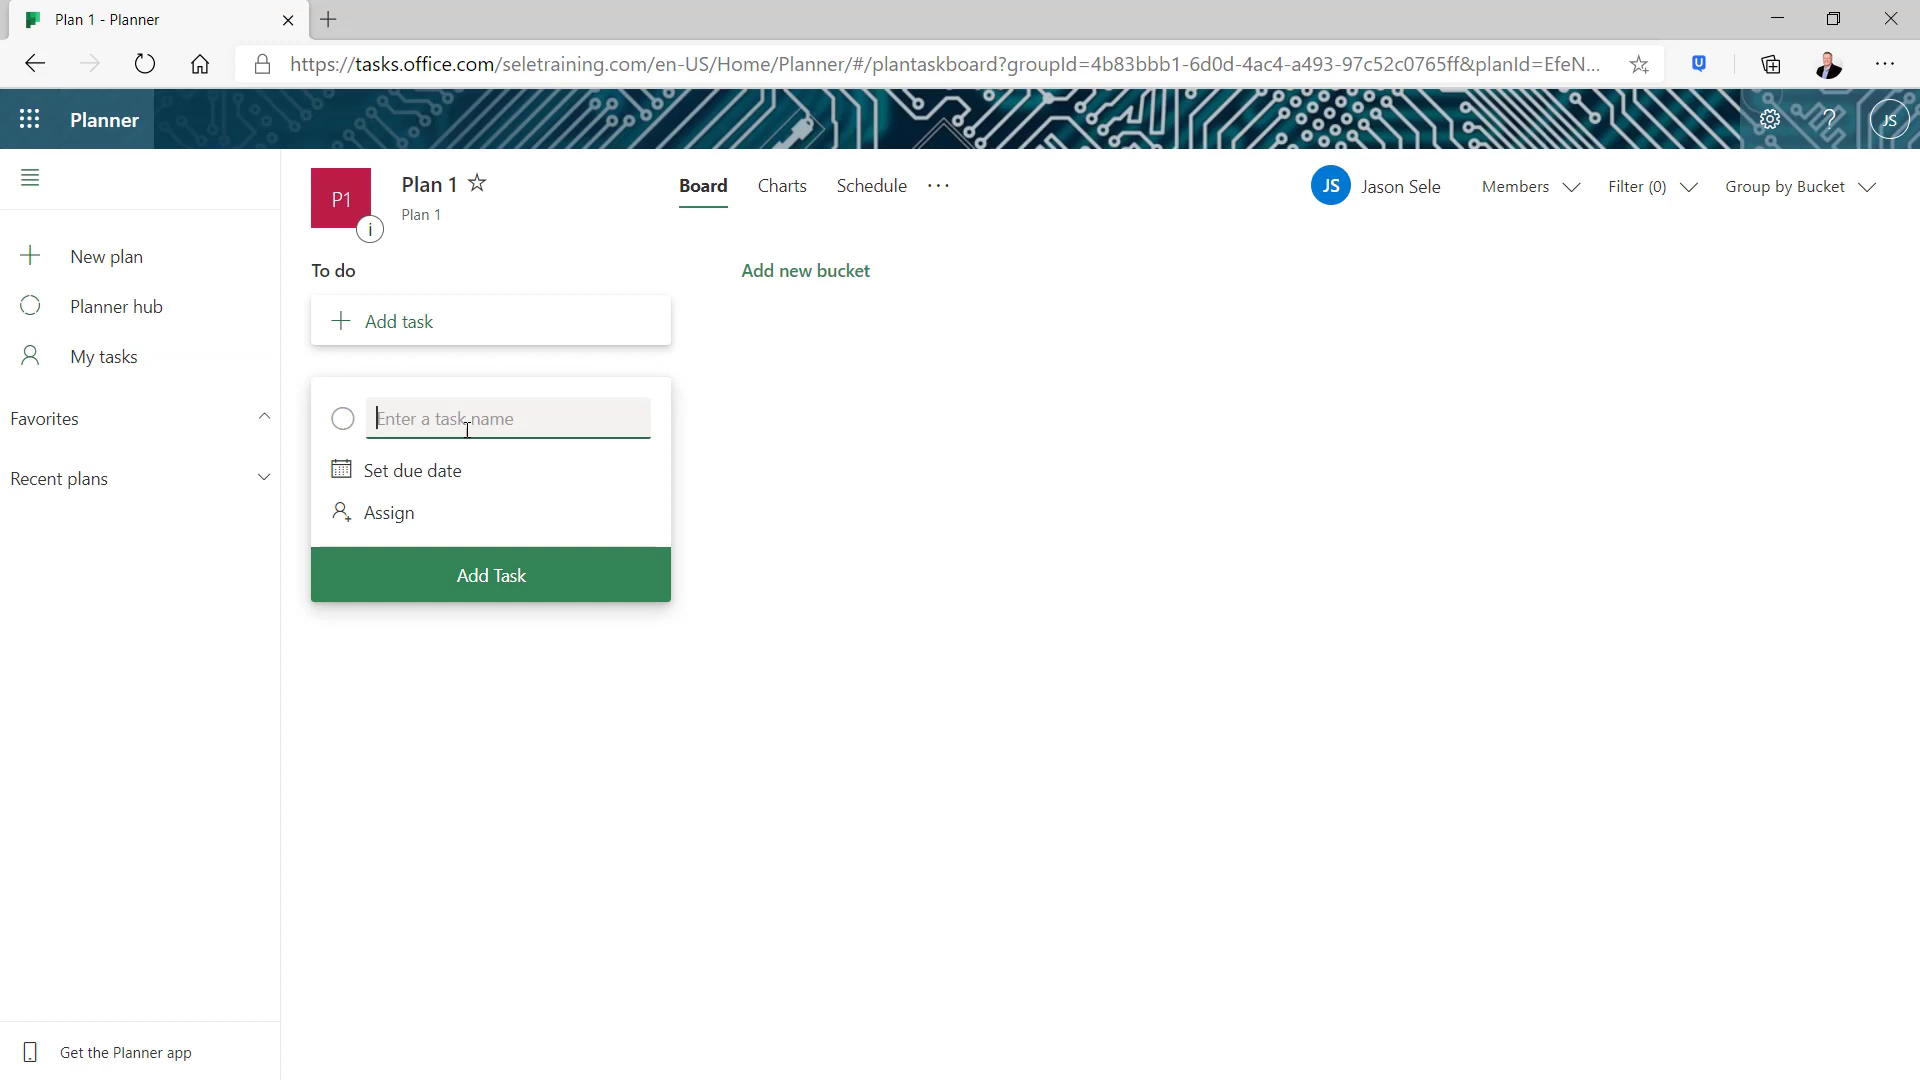 Plan 1 - Planner
https://tasks.office.com/seletraining.com/en-US/Home/Planner/#/plantaskboard?groupId=4b83bbb1-6d0d-4ac4-a493-97c52c0765ff&planId=EfeN...
Planner
?
JS
New plan
Planner hub
My tasks
Favorites
Recent plans
Get the Planner app
P1
i
Plan 1
Plan 1
Board
Charts
Schedule
JS
Jason Sele
Members
Filter (0)
Group by Bucket
To do
Add new bucket
Add task
Enter a task name
Set due date
Assign
Add Task